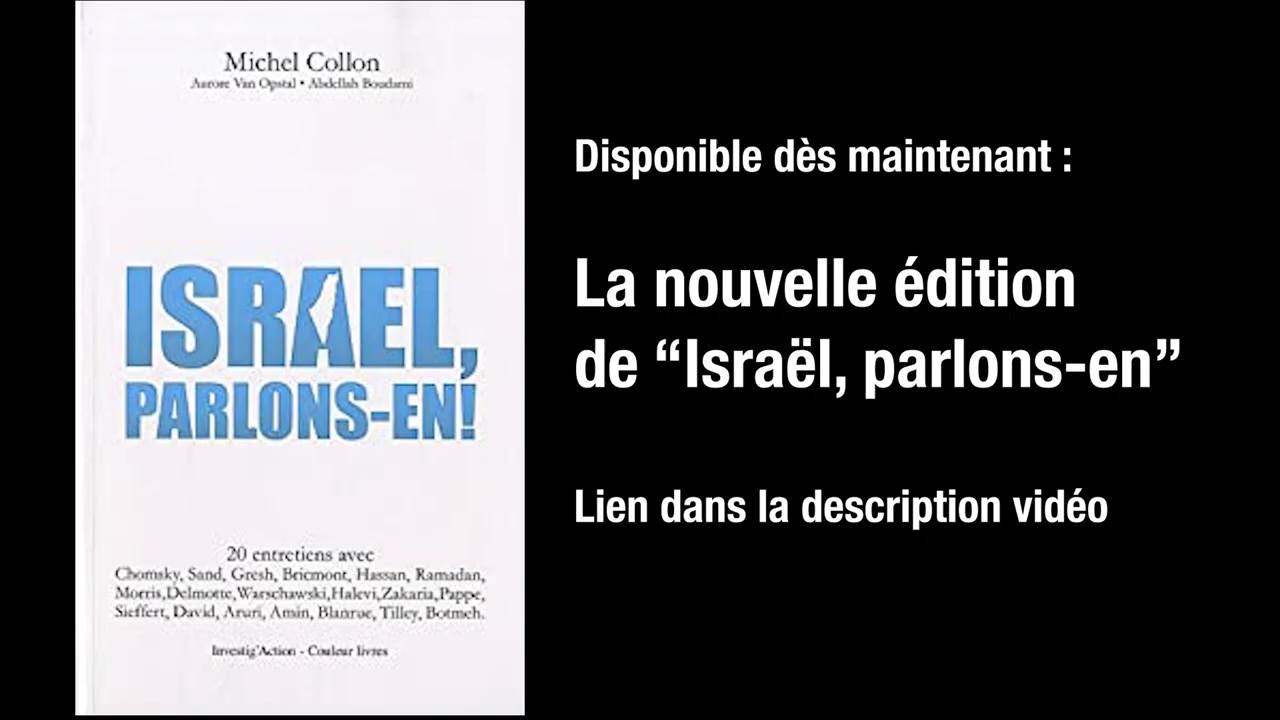 Michel Collon
Aurore Van Opstal • Abdellah Boudami
ISRAEL,
PARLONS-EN!
20 entretiens avec
Chomsky, Sand, Gresh, Bricmont, Hassan, Ramadan,
Morris,Delmotte,Warschawski,Halevi,Zakaria,Pappe,
Sieffert, David, Aruri, Amin, Blanrue, Tilley, Botmeh.
Investig'Action - Couleur livres
Disponible dès maintenant :
La nouvelle édition
de “Israël, parlons-en”
Lien dans la description vidéo